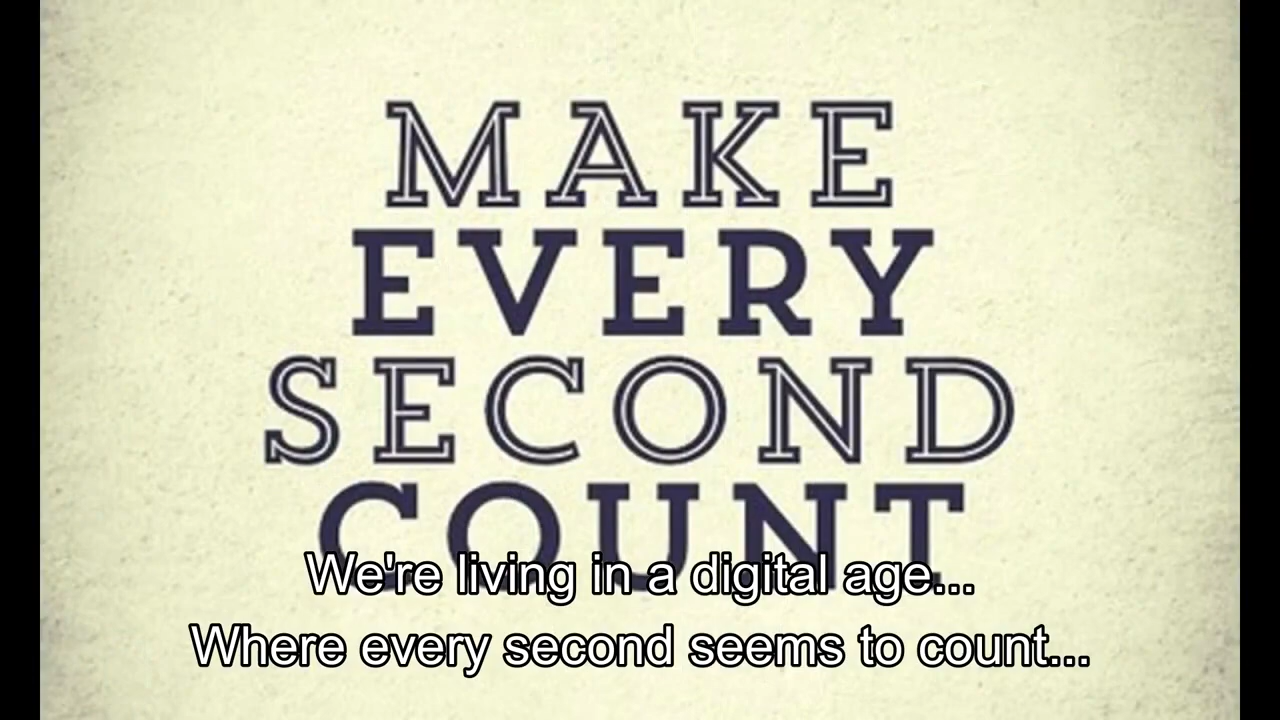 MAKE
EVERY
SECOND
COUNT
We're living in a digital age...
Where every second seems to count...